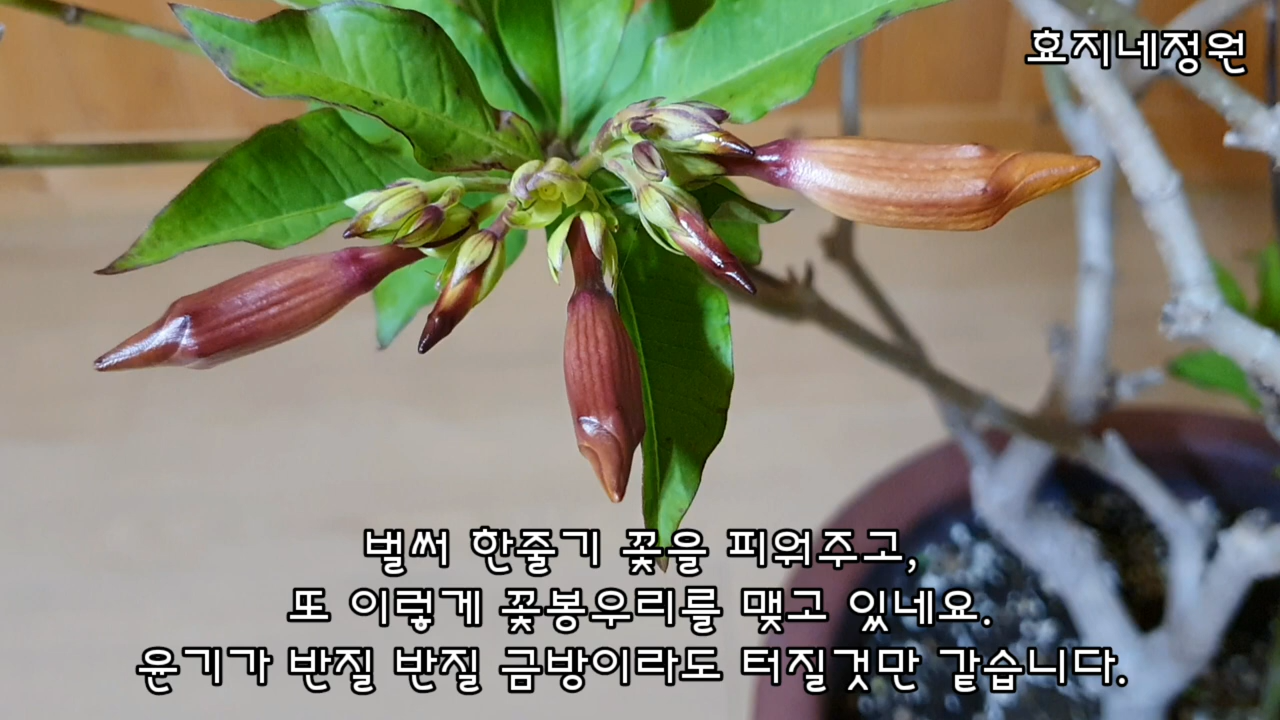 효지네정원
벌써 한줄기 꽃을 피워주고,
또 이렇게 꽃봉우리를 맺고 있네요.
윤기가 반질 반질 금방이라도 터질것만 같습니다.